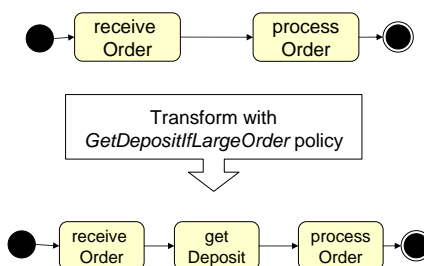 receive process
Order Order
Transform with
GetDepositIfLargeOrder policy
receive get process
Order Deposit Order